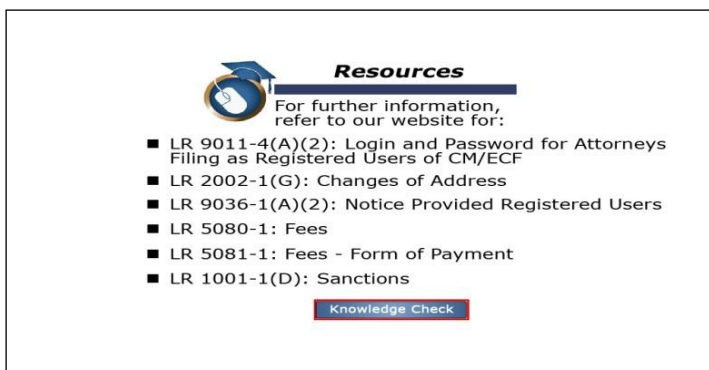 Resources
For further information,
refer to our website for:
■ LR 9011-4(A)(2): Login and Password for Attorneys
Filing as Registered Users of CM/ECF
■ LR 2002-1(G): Changes of Address
■ LR 9036-1(A)(2): Notice Provided Registered Users
■ LR 5080-1: Fees
■ LR 5081-1: Fees - Form of Payment
■ LR 1001-1(D): Sanctions
Knowledge Check